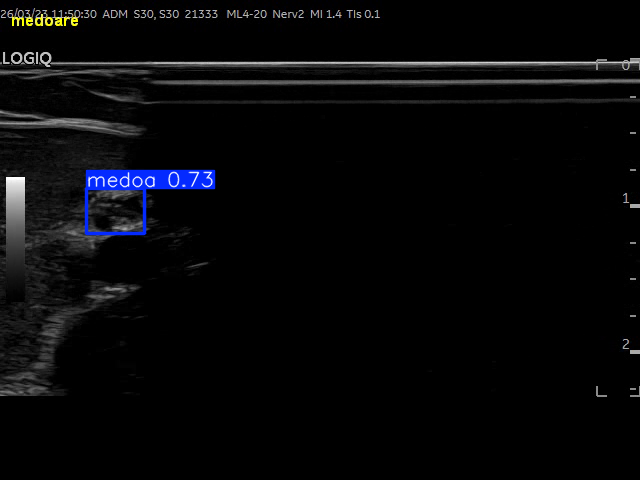 26/03/23 11:50:30 ADM S30, S30 21333 ML4-20 Nerv2 MI 1.4 TIs 0.1
medoare
LOGIQ
0
medoa 0.73
1
2